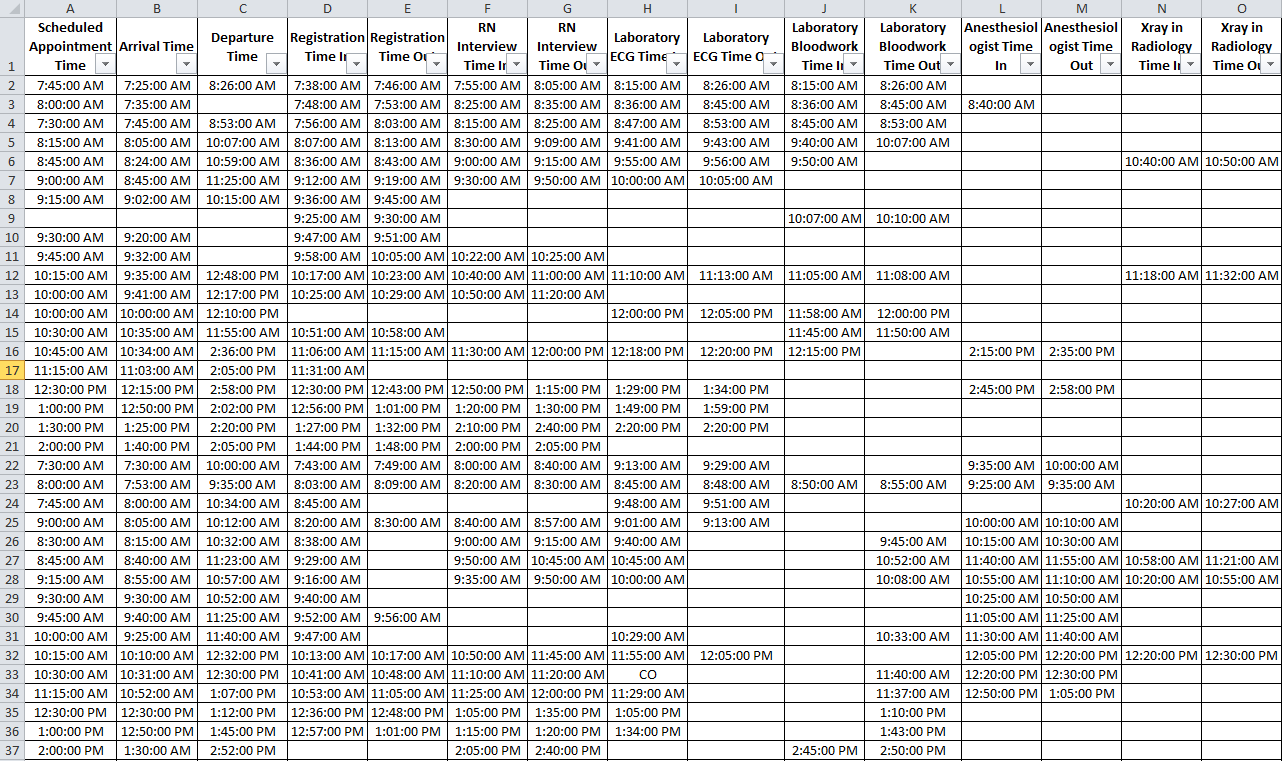 A B C D E F G H I J K L M N O
1 Scheduled Appointment Time Arrival Time Departure Time Registration Time In Registration Time Ou RN Interview Time In RN Interview Time Ou Laboratory ECG Time Laboratory ECG Time O Laboratory Bloodwork Time In Laboratory Bloodwork Time Out Anesthesiol ogist Time In Anesthesiol ogist Time Out Xray in Radiology Time In Xray in Radiology Time Ou
2 7:45:00 AM 7:25:00 AM 8:26:00 AM 7:38:00 AM 7:46:00 AM 7:55:00 AM 8:05:00 AM 8:15:00 AM 8:26:00 AM 8:15:00 AM 8:26:00 AM
3 8:00:00 AM 7:35:00 AM 7:48:00 AM 7:53:00 AM 8:25:00 AM 8:35:00 AM 8:36:00 AM 8:45:00 AM 8:36:00 AM 8:45:00 AM 8:40:00 AM
4 7:30:00 AM 7:45:00 AM 8:53:00 AM 7:56:00 AM 8:03:00 AM 8:15:00 AM 8:25:00 AM 8:47:00 AM 8:53:00 AM 8:45:00 AM 8:53:00 AM
5 8:15:00 AM 8:05:00 AM 10:07:00 AM 8:07:00 AM 8:13:00 AM 8:30:00 AM 9:09:00 AM 9:41:00 AM 9:43:00 AM 9:40:00 AM 10:07:00 AM
6 8:45:00 AM 8:24:00 AM 10:59:00 AM 8:36:00 AM 8:43:00 AM 9:00:00 AM 9:15:00 AM 9:55:00 AM 9:56:00 AM 9:50:00 AM 10:40:00 AM 10:50:00 AM
7 9:00:00 AM 8:45:00 AM 11:25:00 AM 9:12:00 AM 9:19:00 AM 9:30:00 AM 9:50:00 AM 10:00:00 AM 10:05:00 AM
8 9:15:00 AM 9:02:00 AM 10:15:00 AM 9:36:00 AM 9:45:00 AM
9 9:25:00 AM 9:30:00 AM 10:07:00 AM 10:10:00 AM
10 9:30:00 AM 9:20:00 AM 9:47:00 AM 9:51:00 AM
11 9:45:00 AM 9:32:00 AM 9:58:00 AM 10:05:00 AM 10:22:00 AM 10:25:00 AM
12 10:15:00 AM 9:35:00 AM 12:48:00 PM 10:17:00 AM 10:23:00 AM 10:40:00 AM 11:00:00 AM 11:10:00 AM 11:13:00 AM 11:05:00 AM 11:08:00 AM 11:18:00 AM 11:32:00 AM
13 10:00:00 AM 9:41:00 AM 12:17:00 PM 10:25:00 AM 10:29:00 AM 10:50:00 AM 11:20:00 AM
14 10:00:00 AM 10:00:00 AM 12:10:00 PM 12:00:00 PM 12:05:00 PM 11:58:00 AM 12:00:00 PM
15 10:30:00 AM 10:35:00 AM 11:55:00 AM 10:51:00 AM 10:58:00 AM 11:45:00 AM 11:50:00 AM
16 10:45:00 AM 10:34:00 AM 2:36:00 PM 11:06:00 AM 11:15:00 AM 11:30:00 AM 12:00:00 PM 12:18:00 PM 12:20:00 PM 12:15:00 PM 2:15:00 PM 2:35:00 PM
17 11:15:00 AM 11:03:00 AM 2:05:00 PM 11:31:00 AM
18 12:30:00 PM 12:15:00 PM 2:58:00 PM 12:30:00 PM 12:43:00 PM 12:50:00 PM 1:15:00 PM 1:29:00 PM 1:34:00 PM 2:45:00 PM 2:58:00 PM
19 1:00:00 PM 12:50:00 PM 2:02:00 PM 12:56:00 PM 1:01:00 PM 1:20:00 PM 1:30:00 PM 1:49:00 PM 1:59:00 PM
20 1:30:00 PM 1:25:00 PM 2:20:00 PM 1:27:00 PM 1:32:00 PM 2:10:00 PM 2:40:00 PM 2:20:00 PM 2:20:00 PM
21 2:00:00 PM 1:40:00 PM 2:05:00 PM 1:44:00 PM 1:48:00 PM 2:00:00 PM 2:05:00 PM
22 7:30:00 AM 7:30:00 AM 10:00:00 AM 7:43:00 AM 7:49:00 AM 8:00:00 AM 8:40:00 AM 9:13:00 AM 9:29:00 AM 9:35:00 AM 10:00:00 AM
23 8:00:00 AM 7:53:00 AM 9:35:00 AM 8:03:00 AM 8:09:00 AM 8:20:00 AM 8:30:00 AM 8:45:00 AM 8:48:00 AM 8:50:00 AM 8:55:00 AM 9:25:00 AM 9:35:00 AM
24 7:45:00 AM 8:00:00 AM 10:34:00 AM 8:45:00 AM 9:48:00 AM 9:51:00 AM 10:20:00 AM 10:27:00 AM
25 9:00:00 AM 8:05:00 AM 10:12:00 AM 8:20:00 AM 8:30:00 AM 8:40:00 AM 8:57:00 AM 9:01:00 AM 9:13:00 AM 10:00:00 AM 10:10:00 AM
26 8:30:00 AM 8:15:00 AM 10:32:00 AM 8:38:00 AM 9:00:00 AM 9:15:00 AM 9:40:00 AM 9:45:00 AM 10:15:00 AM 10:30:00 AM
27 8:45:00 AM 8:40:00 AM 11:23:00 AM 9:29:00 AM 9:50:00 AM 10:45:00 AM 10:45:00 AM 10:52:00 AM 11:40:00 AM 11:55:00 AM 10:58:00 AM 11:21:00 AM
28 9:15:00 AM 8:55:00 AM 10:57:00 AM 9:16:00 AM 9:35:00 AM 9:50:00 AM 10:00:00 AM 10:08:00 AM 10:55:00 AM 11:10:00 AM 10:20:00 AM 10:55:00 AM
29 9:30:00 AM 9:30:00 AM 10:52:00 AM 9:40:00 AM 10:25:00 AM 10:50:00 AM
30 9:45:00 AM 9:40:00 AM 11:25:00 AM 9:52:00 AM 9:56:00 AM 11:05:00 AM 11:25:00 AM
31 10:00:00 AM 9:25:00 AM 11:40:00 AM 9:47:00 AM 10:29:00 AM 10:33:00 AM 11:30:00 AM 11:40:00 AM
32 10:15:00 AM 10:10:00 AM 12:32:00 PM 10:13:00 AM 10:17:00 AM 10:50:00 AM 11:45:00 AM 11:55:00 AM 12:05:00 PM 12:05:00 PM 12:20:00 PM 12:20:00 PM 12:30:00 PM
33 10:30:00 AM 10:31:00 AM 12:30:00 PM 10:41:00 AM 10:48:00 AM 11:10:00 AM 11:20:00 AM CO 11:40:00 AM 12:20:00 PM 12:30:00 PM
34 11:15:00 AM 10:52:00 AM 1:07:00 PM 10:53:00 AM 11:05:00 AM 11:25:00 AM 12:00:00 PM 11:29:00 AM 11:37:00 AM 12:50:00 PM 1:05:00 PM
35 12:30:00 PM 12:30:00 PM 1:12:00 PM 12:36:00 PM 12:48:00 PM 1:05:00 PM 1:35:00 PM 1:05:00 PM 1:10:00 PM
36 1:00:00 PM 12:50:00 PM 1:45:00 PM 12:57:00 PM 1:01:00 PM 1:15:00 PM 1:20:00 PM 1:34:00 PM 1:43:00 PM
37 2:00:00 PM 1:30:00 AM 2:52:00 PM 2:05:00 PM 2:40:00 PM 2:45:00 PM 2:50:00 PM